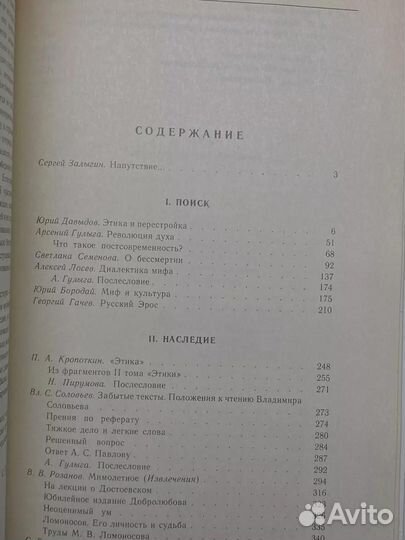 СОДЕРЖАНИЕ
Сергей Залыгин. Напутствие... 3
I. ПОИСК
Юрий Давыдов. Этика и перестройка 6
Арсений Гулыга. Революция духа 51
Что такое постсовременность? 68
Светлана Семенова. О бессмертии 92
Алексей Лосев. Диалектика мифа 137
А. Гулыга. Послесловие 174
Юрий Бородай. Миф и культура 175
Георгий Гачев. Русский Эрос 210
II. НАСЛЕДИЕ
П. А. Кропоткин. «Этика» 248
Из фрагментов II тома «Этики» 255
Н. Пирумова. Послесловие 271
Вл. С. Соловьев. Забытые тексты. Положения к чтению Владимира
Соловьева 273
Прения по реферату 274
Тяжкое дело и легкие слова 280
Решенный вопрос 284
Ответ А. С. Павлову 287
А. Гулыга. Послесловие 292
В. В. Розанов. Мимолетное (Извлечения) 294
На лекции о Достоевском 316
Юбилейное издание Добролюбова
Неоценимый ум
Ломоносов. Его личность и судьба 335
Труды М. В. Ломоносова 340
Avito